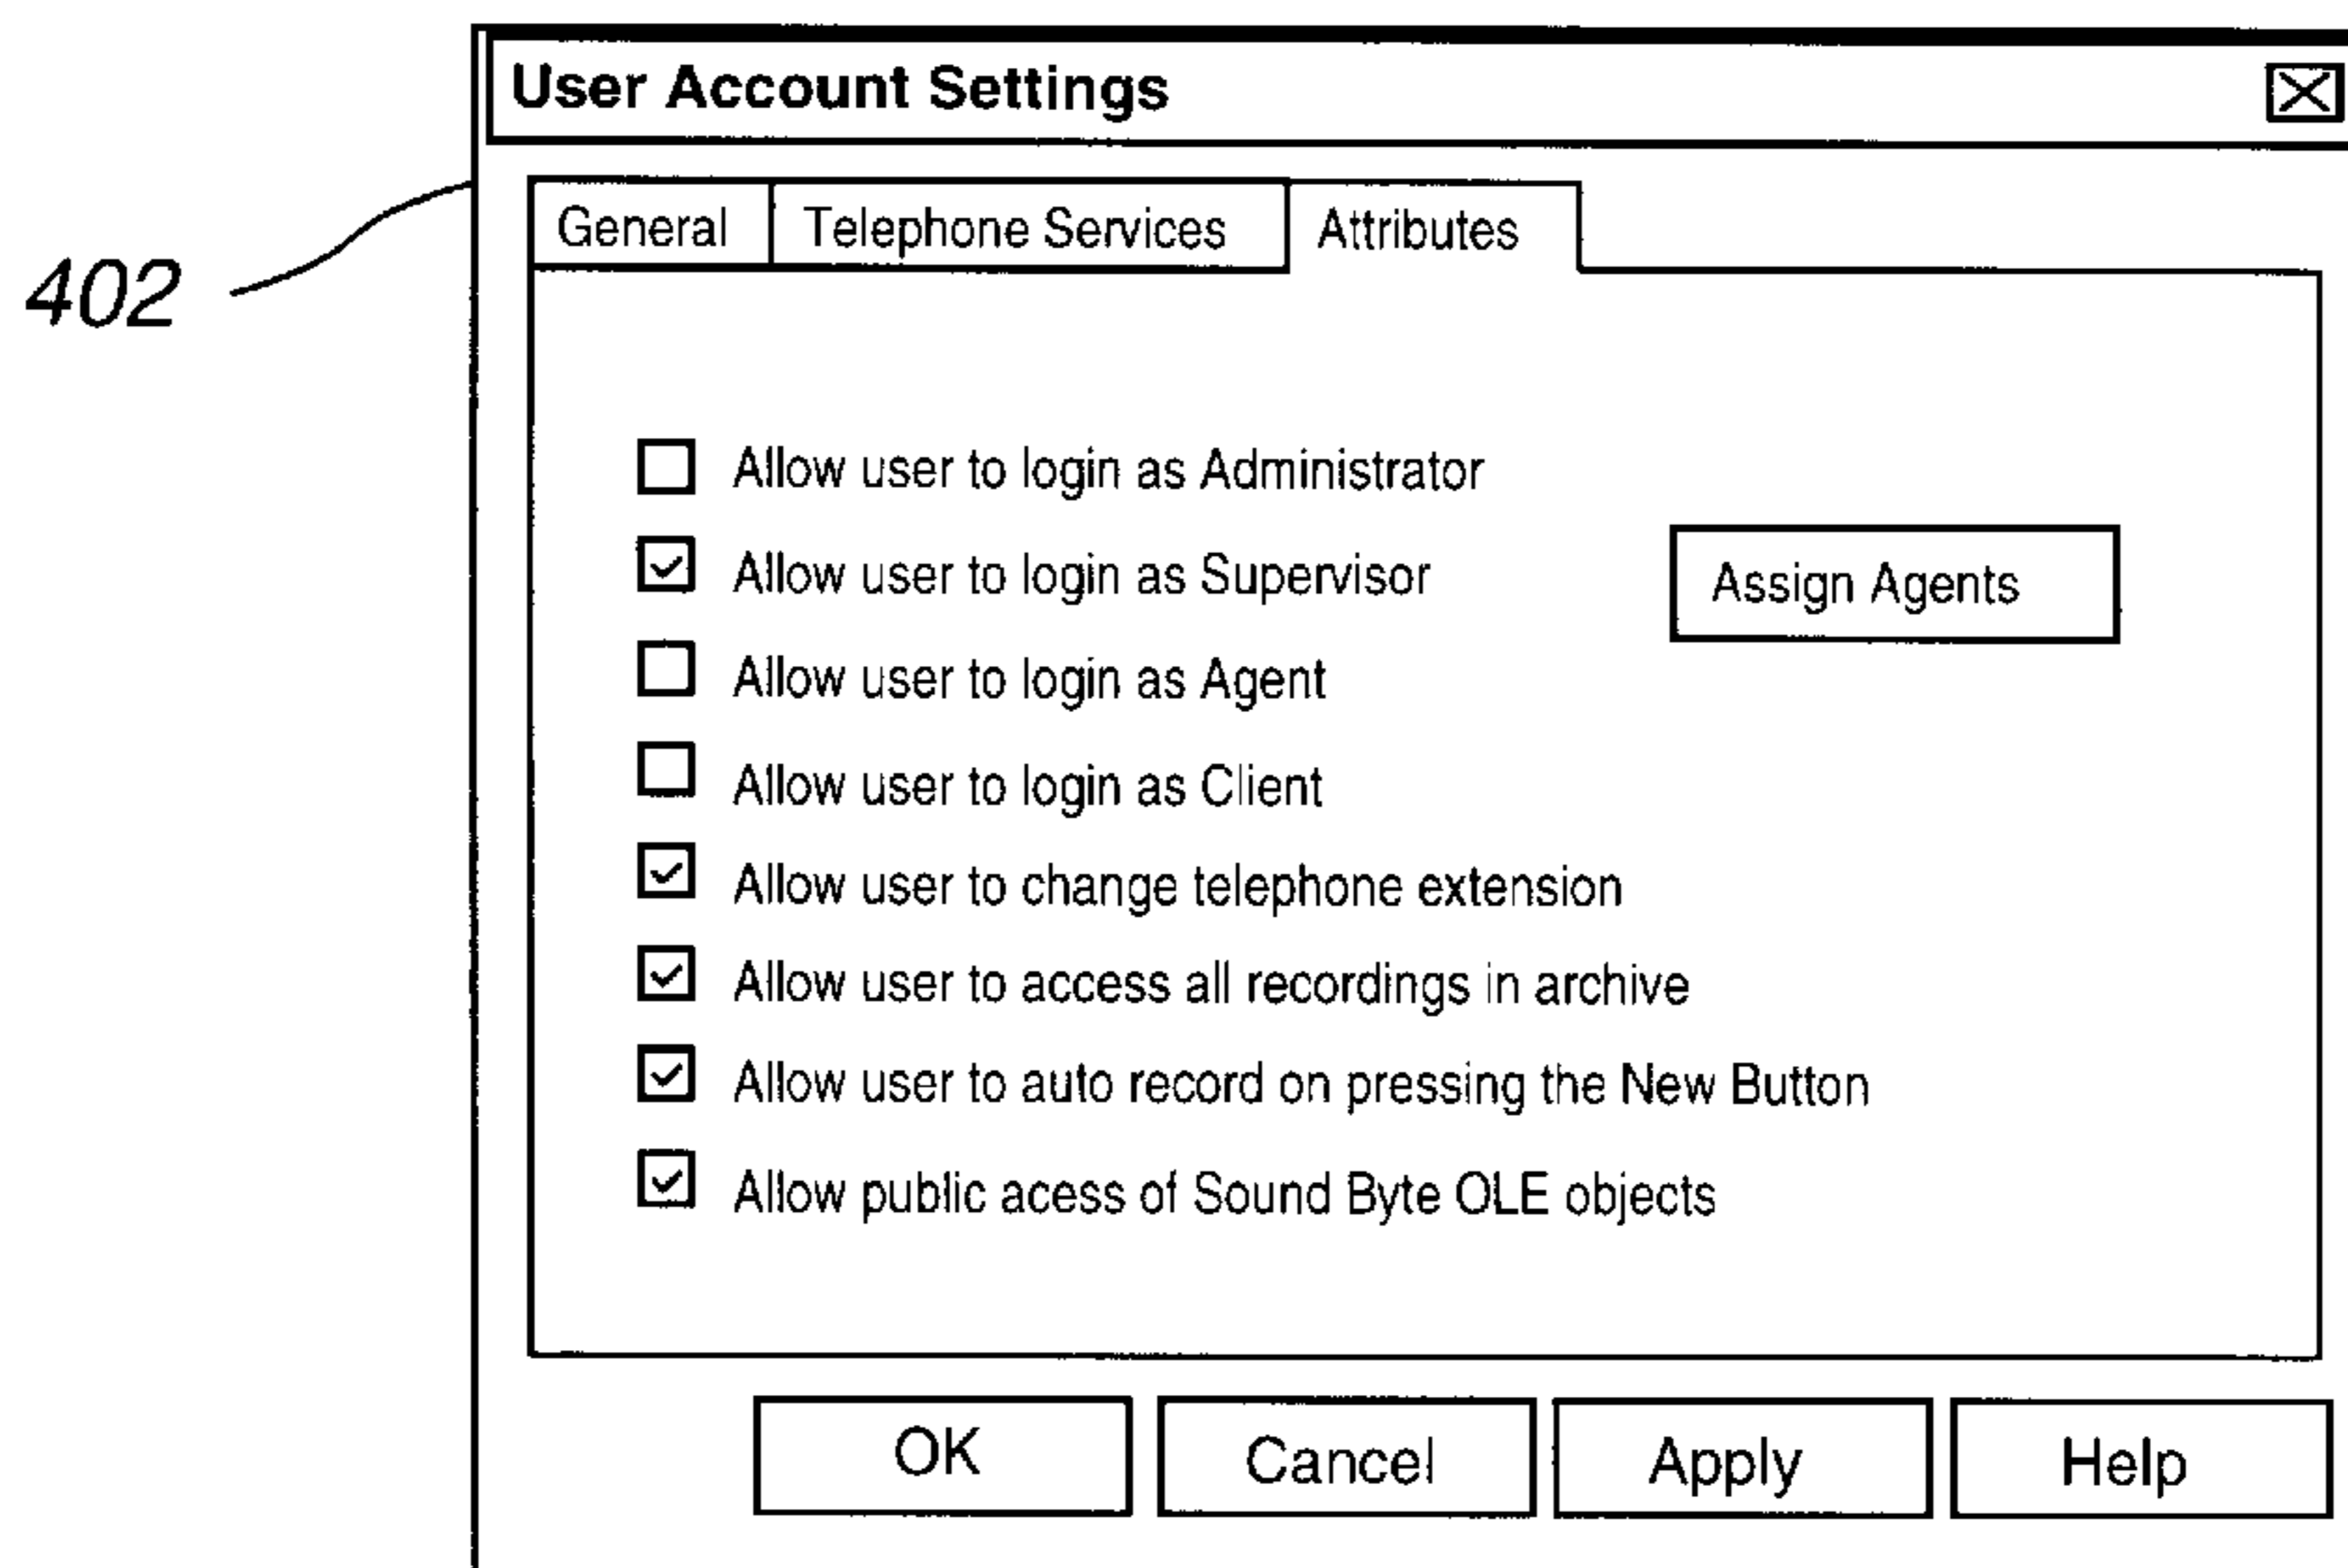 User Account Settings
402
General Telephone Services Attributes
Allow user to login as Administrator
Allow user to login as Supervisor
Assign Agents
Allow user to login as Agent
Allow user to login as Client
Allow user to change telephone extension
Allow user to access all recordings in archive
Allow user to auto record on pressing the New Button
Allow public acess of Sound Byte OLE objects
OK Cancel Apply Help